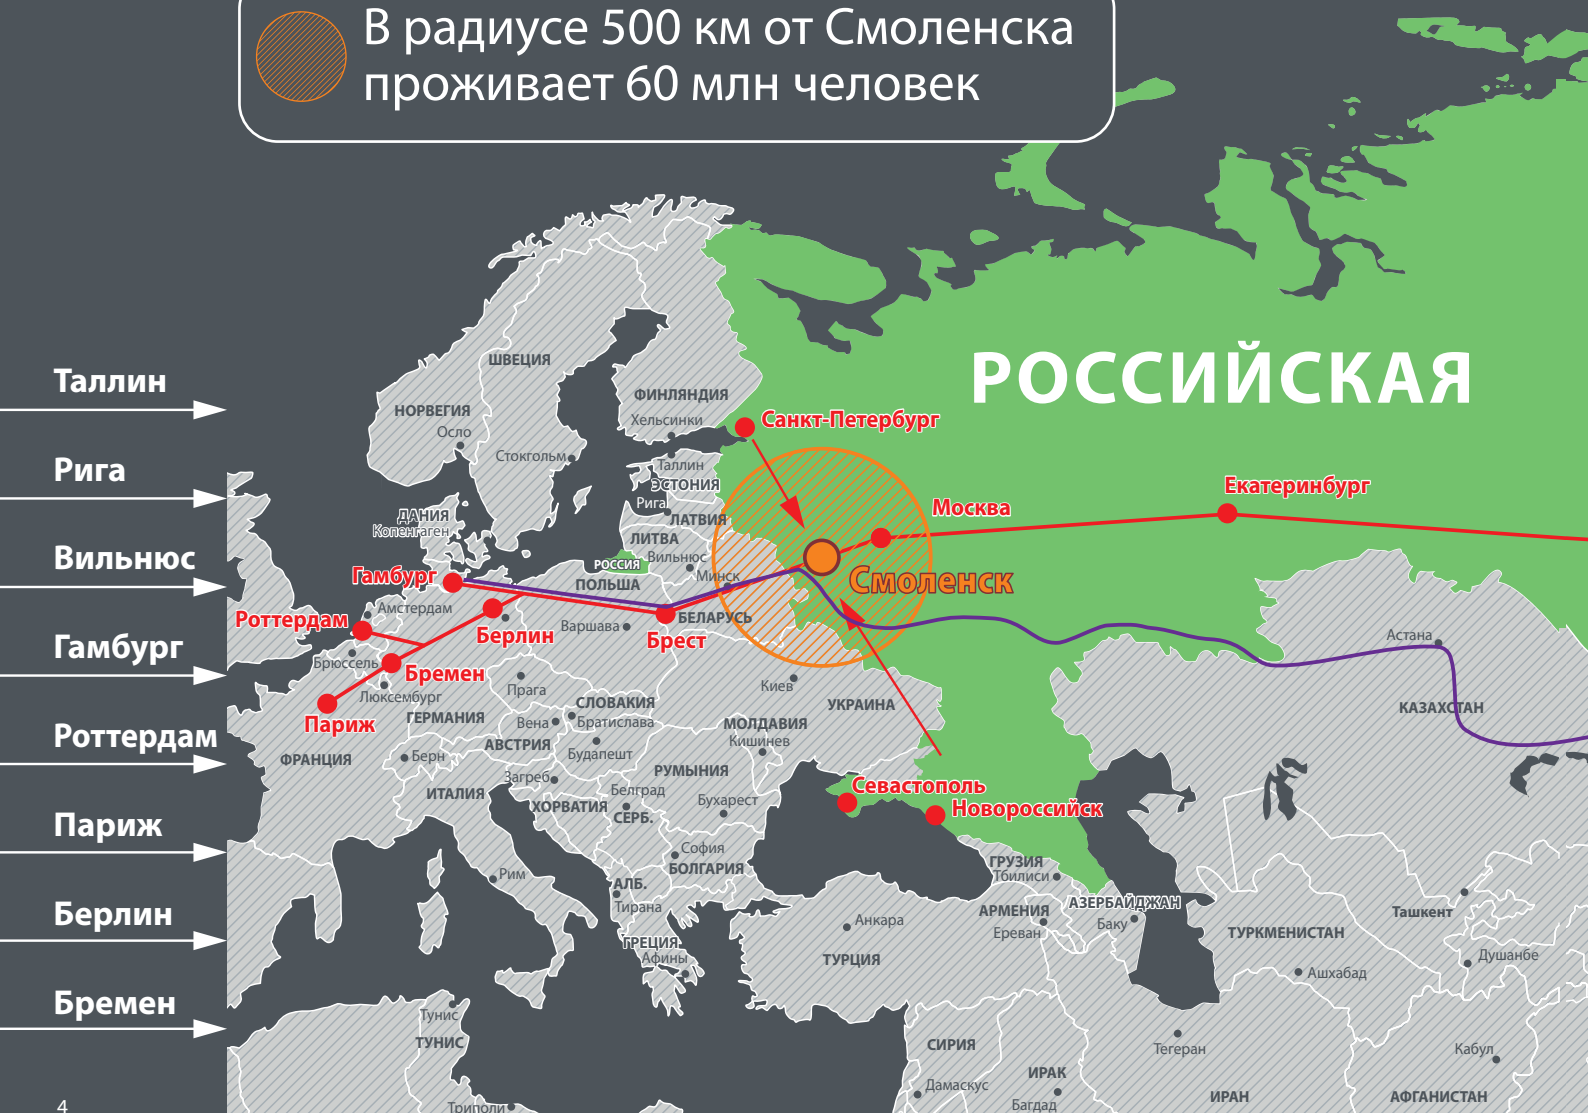 В радиусе 500 км от Смоленска
проживает 60 млн человек
РОССИЙСКАЯ
Таллин
Рига
Вильнюс
Гамбург
Роттердам
Париж
Берлин
Бремен
ШВЕЦИЯ
НОРВЕГИЯ
Осло
Стокгольм
ФИНЛЯНДИЯ
Хельсинки
Санкт-Петербург
Таллин
ЭСТОНИЯ
Рига
ЛАТВИЯ
ЛИТВА
Вильнюс
ДАНИЯ
Копенгаген
РОССИЯ
Минск
Москва
Екатеринбург
Смоленск
Гамбург
ПОЛЬША
БЕЛАРУСЬ
Амстердам
Роттердам
Берлин
Варшава
Брест
Брюссель
Бремен
Люксембург
Париж
Прага
Киев
Астана
ГЕРМАНИЯ
СЛОВАКИЯ
Вена
Братислава
УКРАИНА
КАЗАХСТАН
МОЛДАВИЯ
Кишинев
АВСТРИЯ
Будапешт
ФРАНЦИЯ
Берн
Загреб
РУМЫНИЯ
ИТАЛИЯ
Белград
ХОРВАТИЯ
СЕРБ.
Бухарест
Севастополь
Новороссийск
София
БОЛГАРИЯ
Рим
АЛБ.
Тирана
ГРУЗИЯ
Тбилиси
АЗЕРБАЙДЖАН
Баку
АРМЕНИЯ
Ереван
Анкара
ТУРЦИЯ
ГРЕЦИЯ
Афины
Ташкент
ТУРКМЕНИСТАН
Душанбе
Ашхабад
Тунис
ТУНИС
Триполи
СИРИЯ
Дамаскус
ИРАК
Багдад
Тегеран
ИРАН
Кабул
АФГАНИСТАН
4